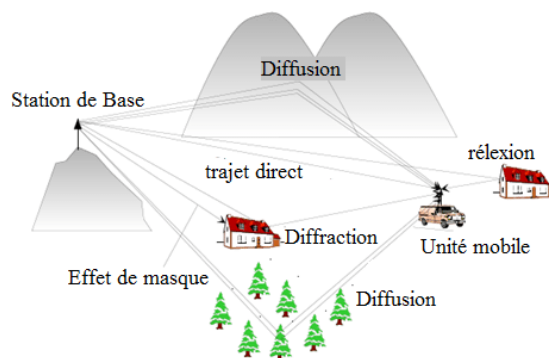 Diffusion
Station de Base
rélexion
trajet direct
Diffraction
Unité mobile
Effet de masque
Diffusion